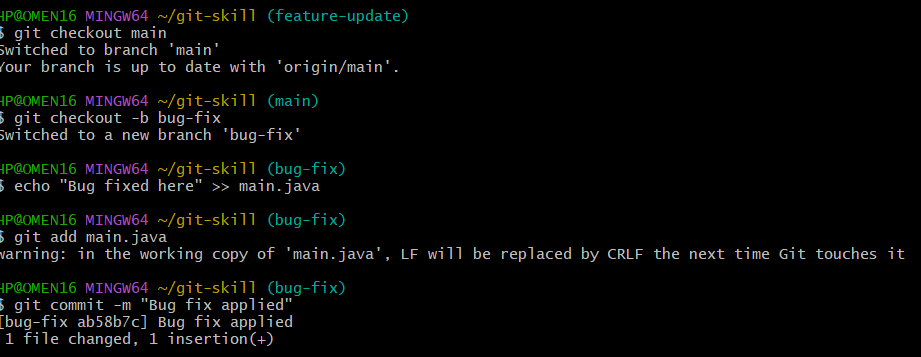 HP@OMEN16 MINGW64 ~/git-skill (feature-update)
$ git checkout main
Switched to branch 'main'
Your branch is up to date with 'origin/main'.
HP@OMEN16 MINGW64 ~/git-skill (main)
$ git checkout -b bug-fix
Switched to a new branch 'bug-fix'
HP@OMEN16 MINGW64 ~/git-skill (bug-fix)
$ echo "Bug fixed here" >> main.java
HP@OMEN16 MINGW64 ~/git-skill (bug-fix)
$ git add main.java
warning: in the working copy of 'main.java', LF will be replaced by CRLF the next time Git touches it
HP@OMEN16 MINGW64 ~/git-skill (bug-fix)
$ git commit -m "Bug fix applied"
[bug-fix ab58b7c] Bug fix applied
1 file changed, 1 insertion(+)